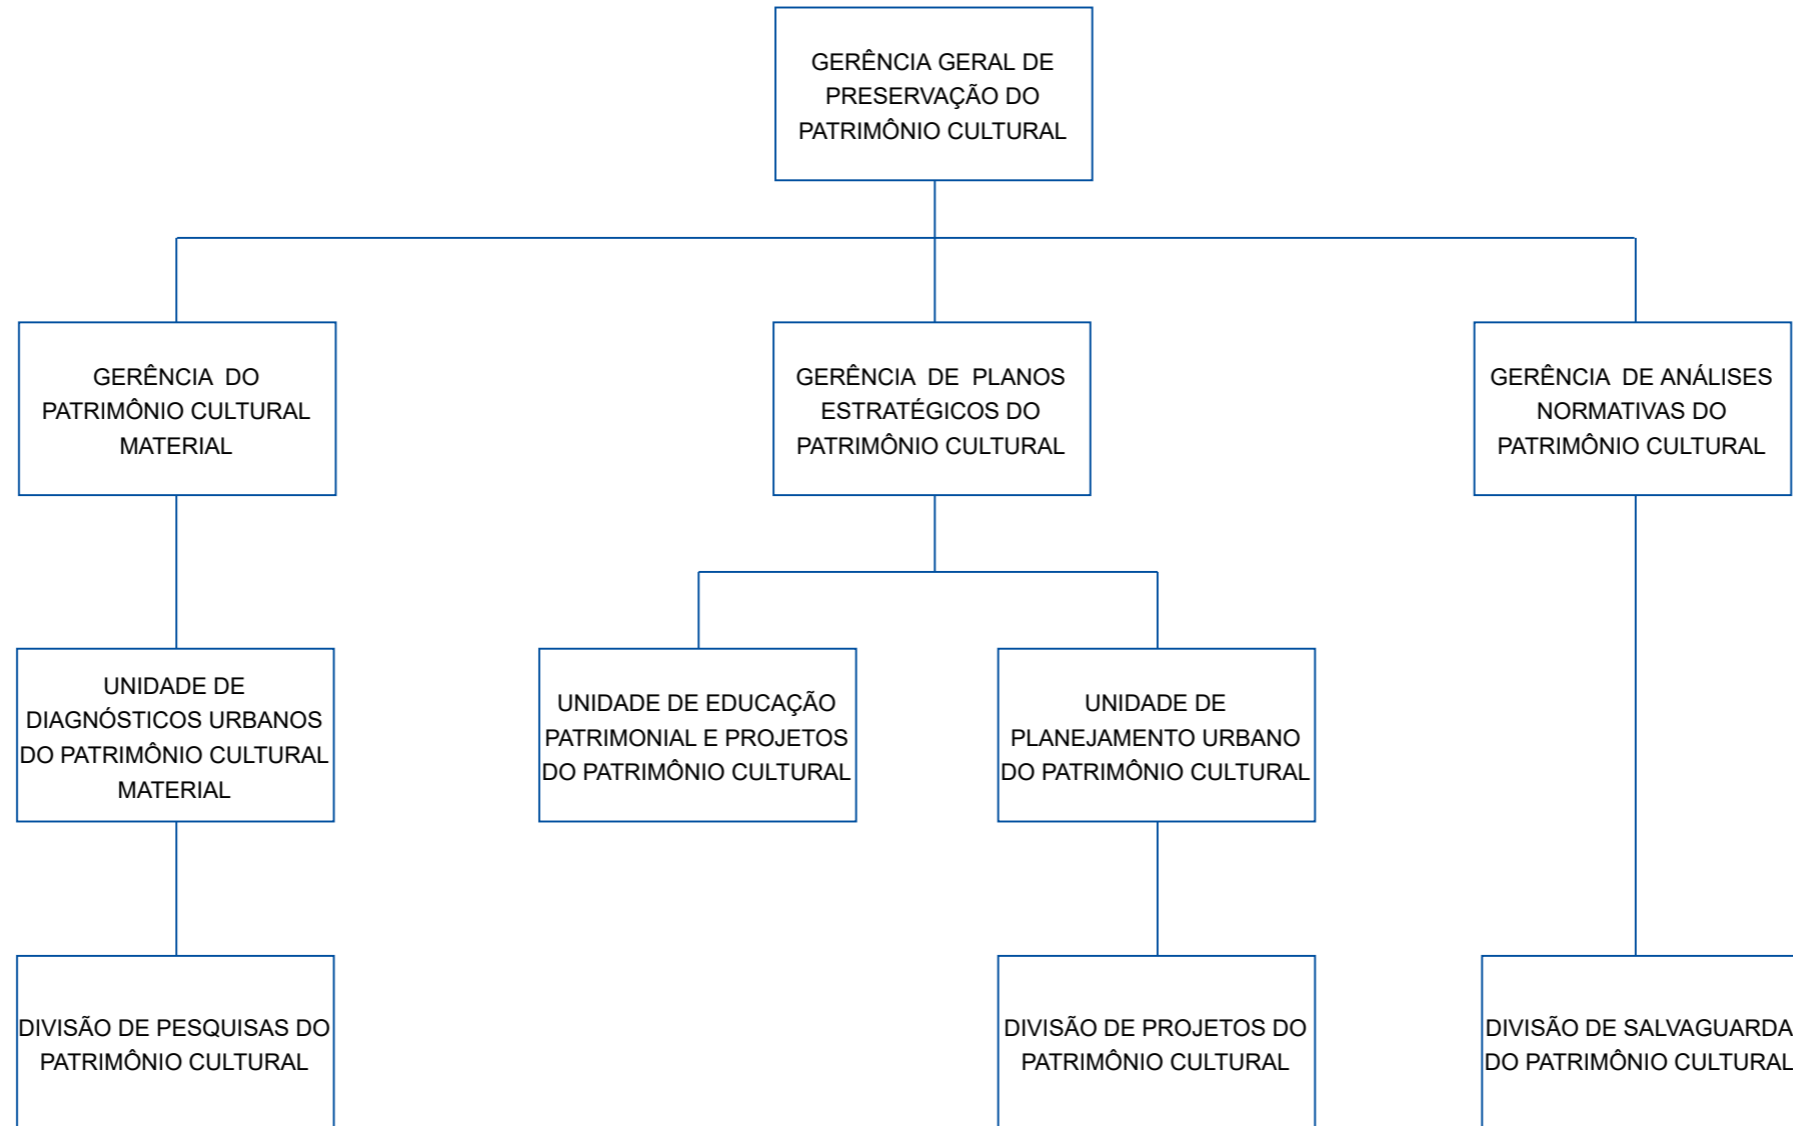 GERÊNCIA GERAL DE
PRESERVAÇÃO DO
PATRIMÔNIO CULTURAL
GERÊNCIA DO
PATRIMÔNIO CULTURAL
MATERIAL
GERÊNCIA DE PLANOS
ESTRATÉGICOS DO
PATRIMÔNIO CULTURAL
GERÊNCIA DE ANÁLISES
NORMATIVAS DO
PATRIMÔNIO CULTURAL
UNIDADE DE
DIAGNÓSTICOS URBANOS
DO PATRIMÔNIO CULTURAL
MATERIAL
UNIDADE DE EDUCAÇÃO
PATRIMONIAL E PROJETOS
DO PATRIMÔNIO CULTURAL
UNIDADE DE
PLANEJAMENTO URBANO
DO PATRIMÔNIO CULTURAL
DIVISÃO DE PESQUISAS DO
PATRIMÔNIO CULTURAL
DIVISÃO DE PROJETOS DO
PATRIMÔNIO CULTURAL
DIVISÃO DE SALVAGUARDA
DO PATRIMÔNIO CULTURAL